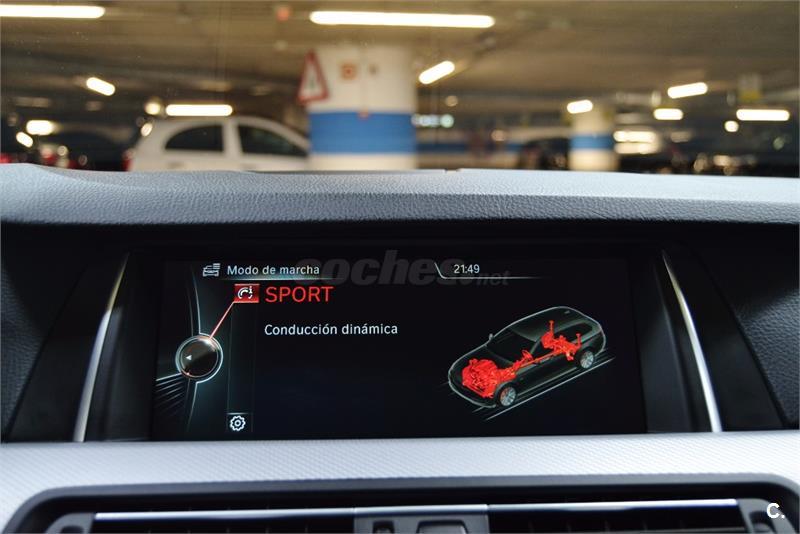 Modo de marcha
21:49
coches.net
SPORT
Conducción dinámica
C.